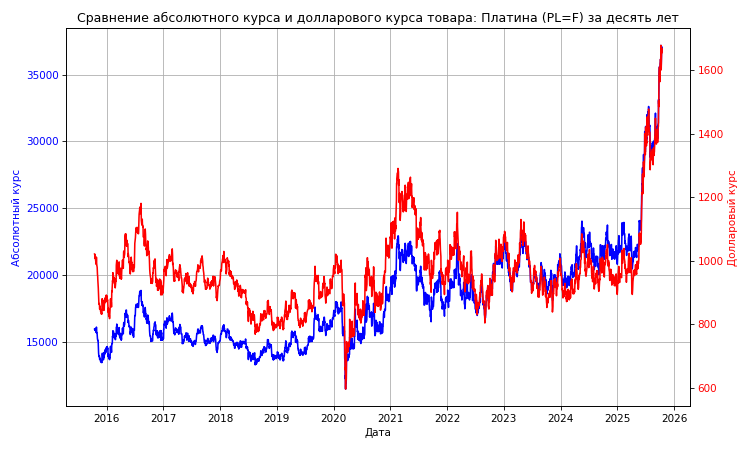 Сравнение абсолютного курса и долларового курса товара: Платина (PL=F) за десять лет
Абсолютный курс
35000
30000
25000
20000
15000
1600
1400
1200
1000
800
600
Долларовый курс
2016 2017 2018 2019 2020 2021 2022 2023 2024 2025 2026
Дата